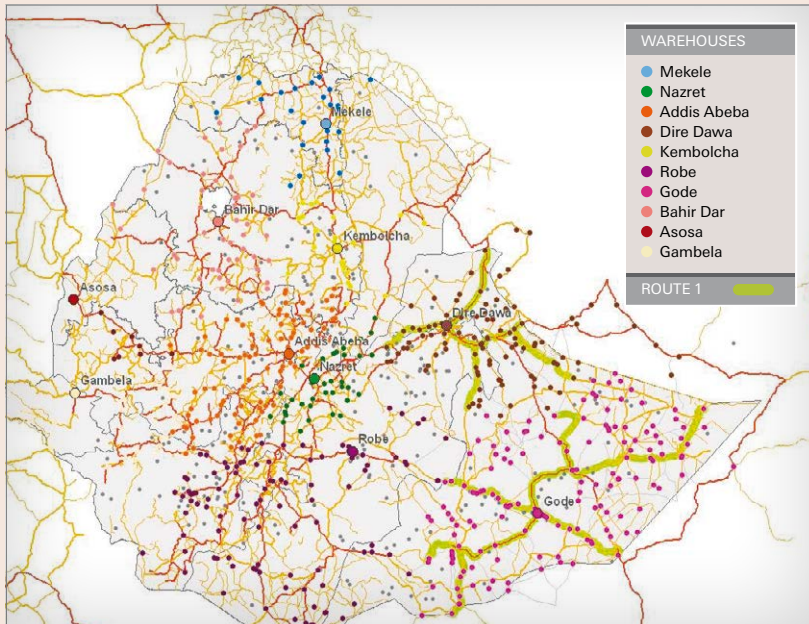 WAREHOUSES
Mekele
Nazret
Addis Abeba
Dire Dawa
Kembolcha
Robe
Gode
Bahir Dar
Asosa
Gambela
ROUTE 1
Mekele
Bahir Dar
Kembolcha
Asosa
Dire Dawa
Addis Abeba
Nazret
Gambela
Robe
Gode